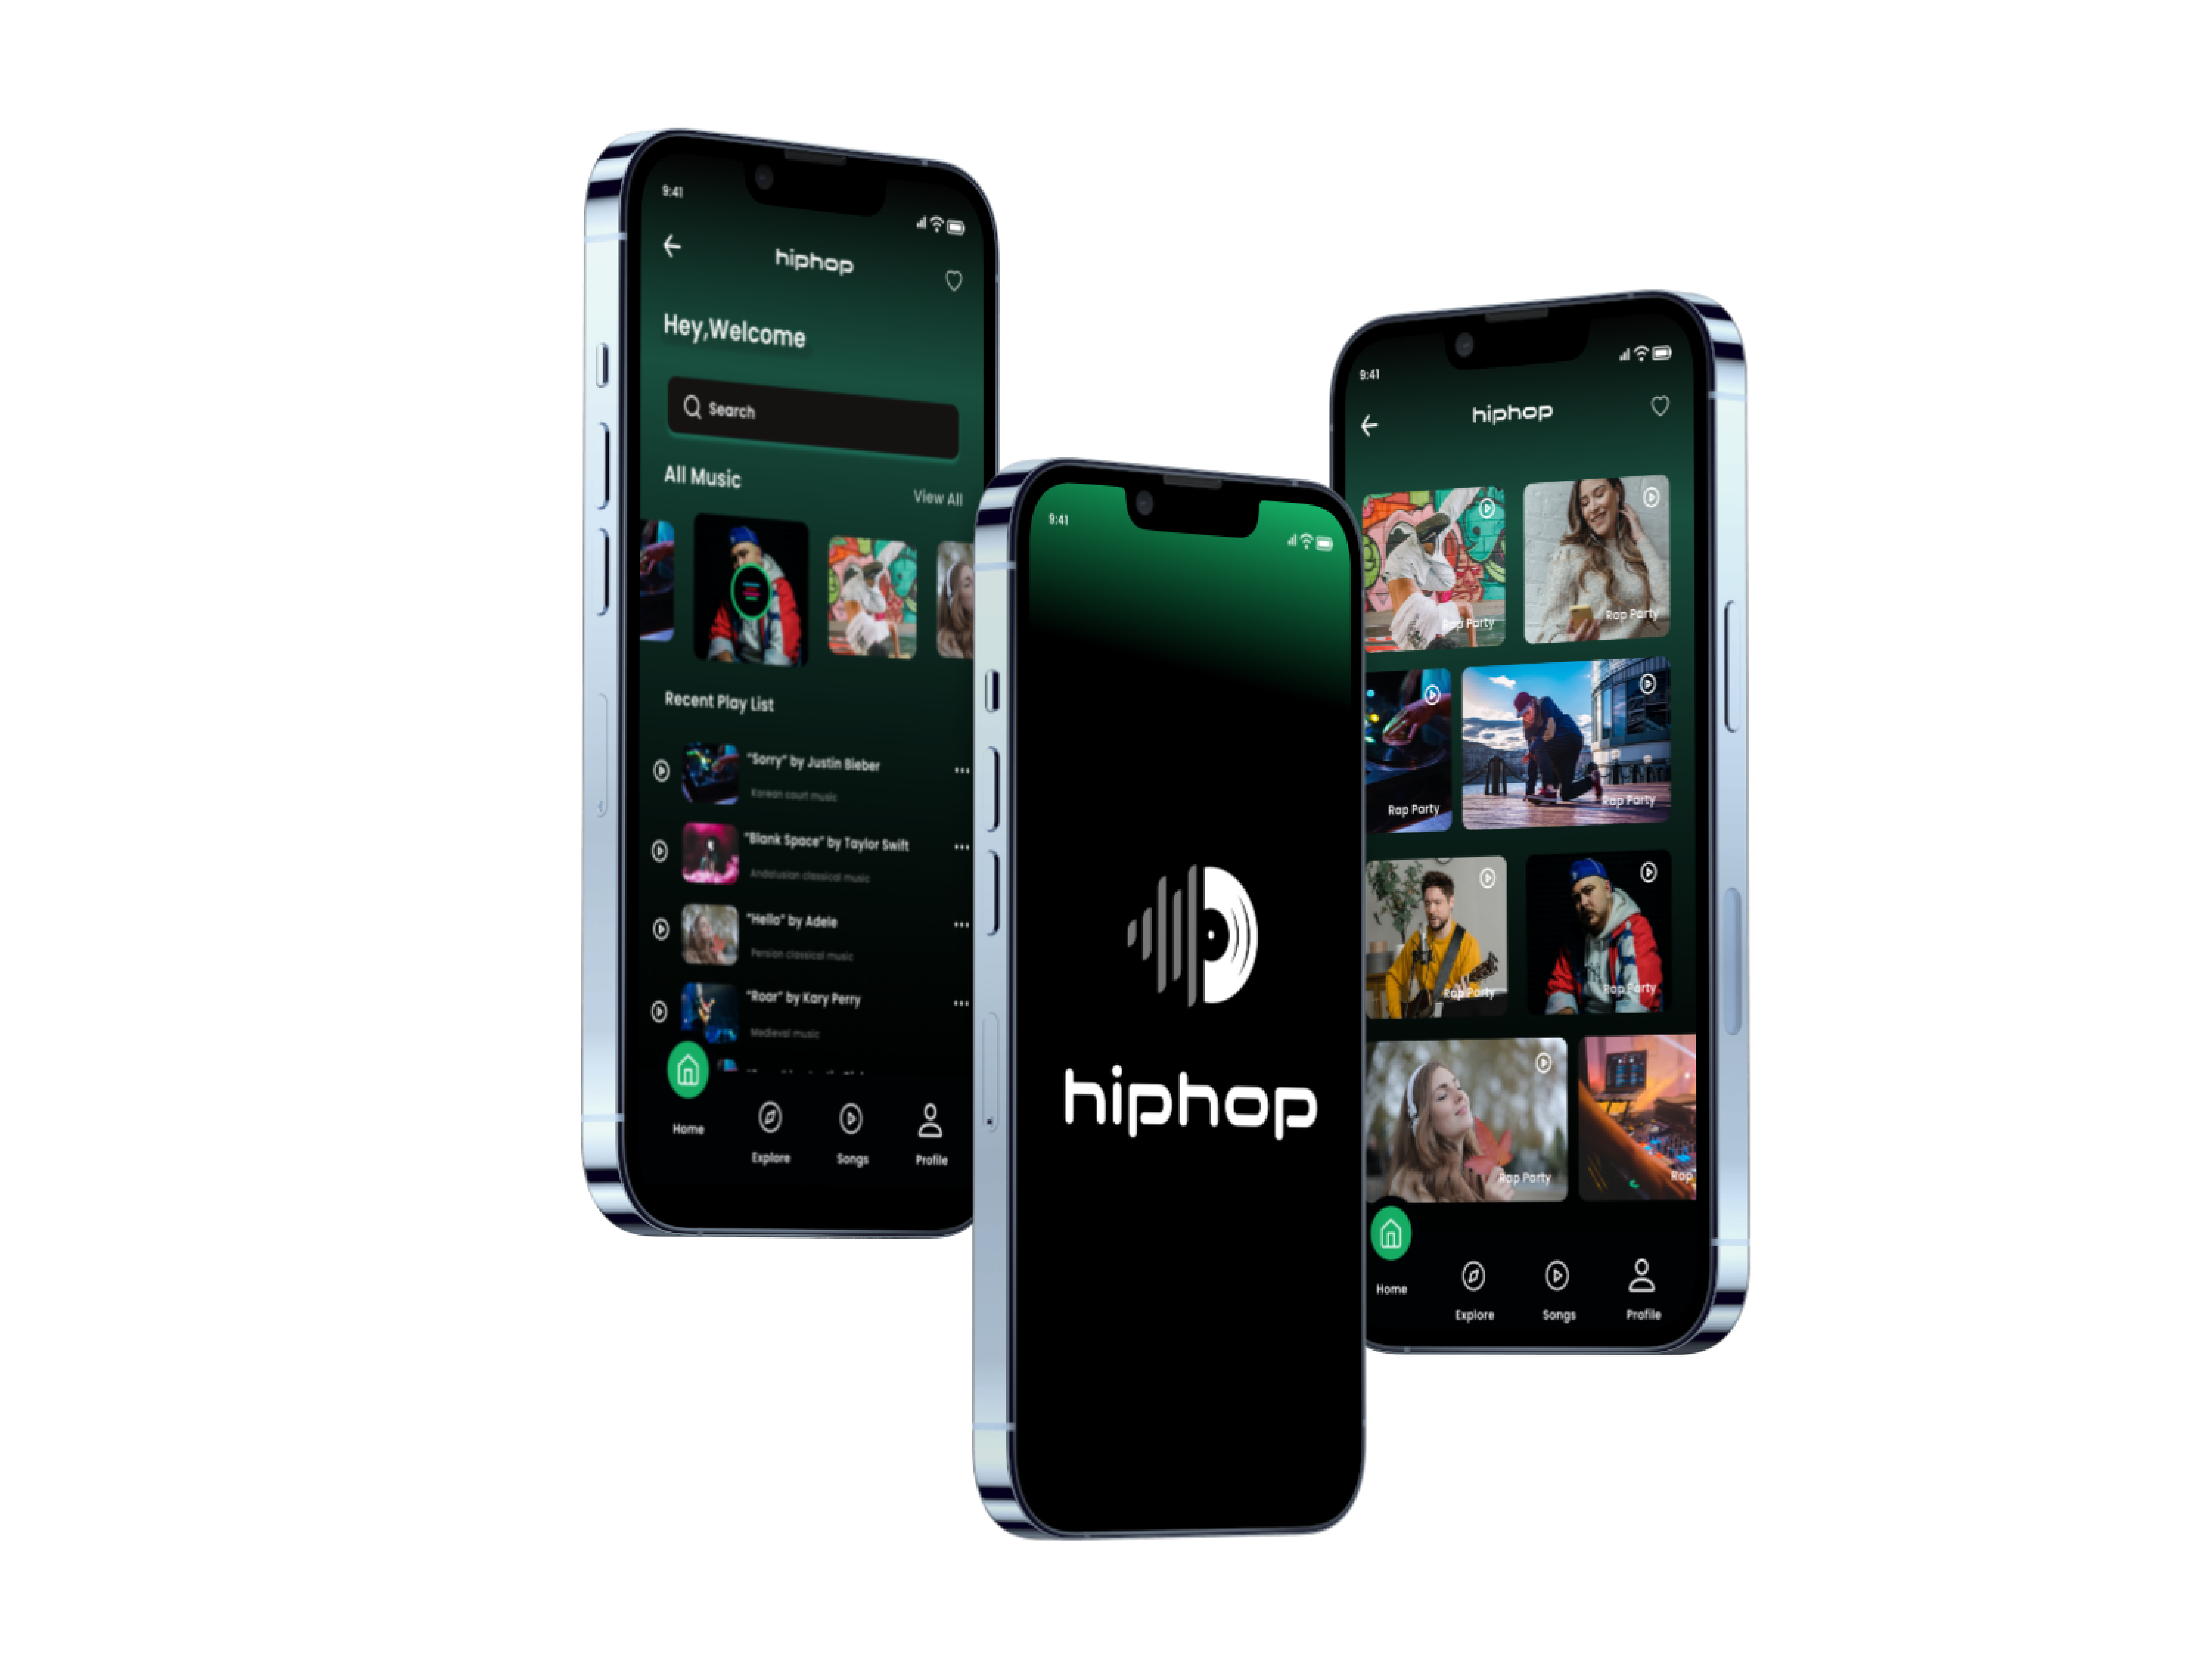 9:41
hiphop
Hey,Welcome
Search
All Music
View All
Recent Play List
"Sorry" by Justin Bieber
Korean court music
"Blank Space" by Taylor Swift
Andalusian classical music
"Hello" by Adele
Persian classical music
"Roar" by Kary Perry
Medieval music
Home
Explore
Songs
Profile
9:41
hiphop
9:41
hiphop
Rap Party
Rap Party
Rap Party
Rap Party
Rap Party
Rap Party
Rap Party
Rap
Home
Explore
Songs
Profile